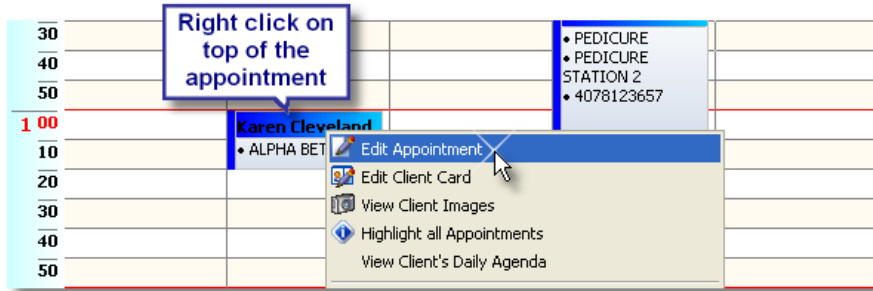 Right click on
top of the
appointment
30
40
50
1 00
10
20
30
40
50
• PEDICURE
• PEDICURE
STATION 2
• 4078123657
Karen Cleveland
• ALPHA BET
Edit Appointment
Edit Client Card
View Client Images
Highlight all Appointments
View Client's Daily Agenda